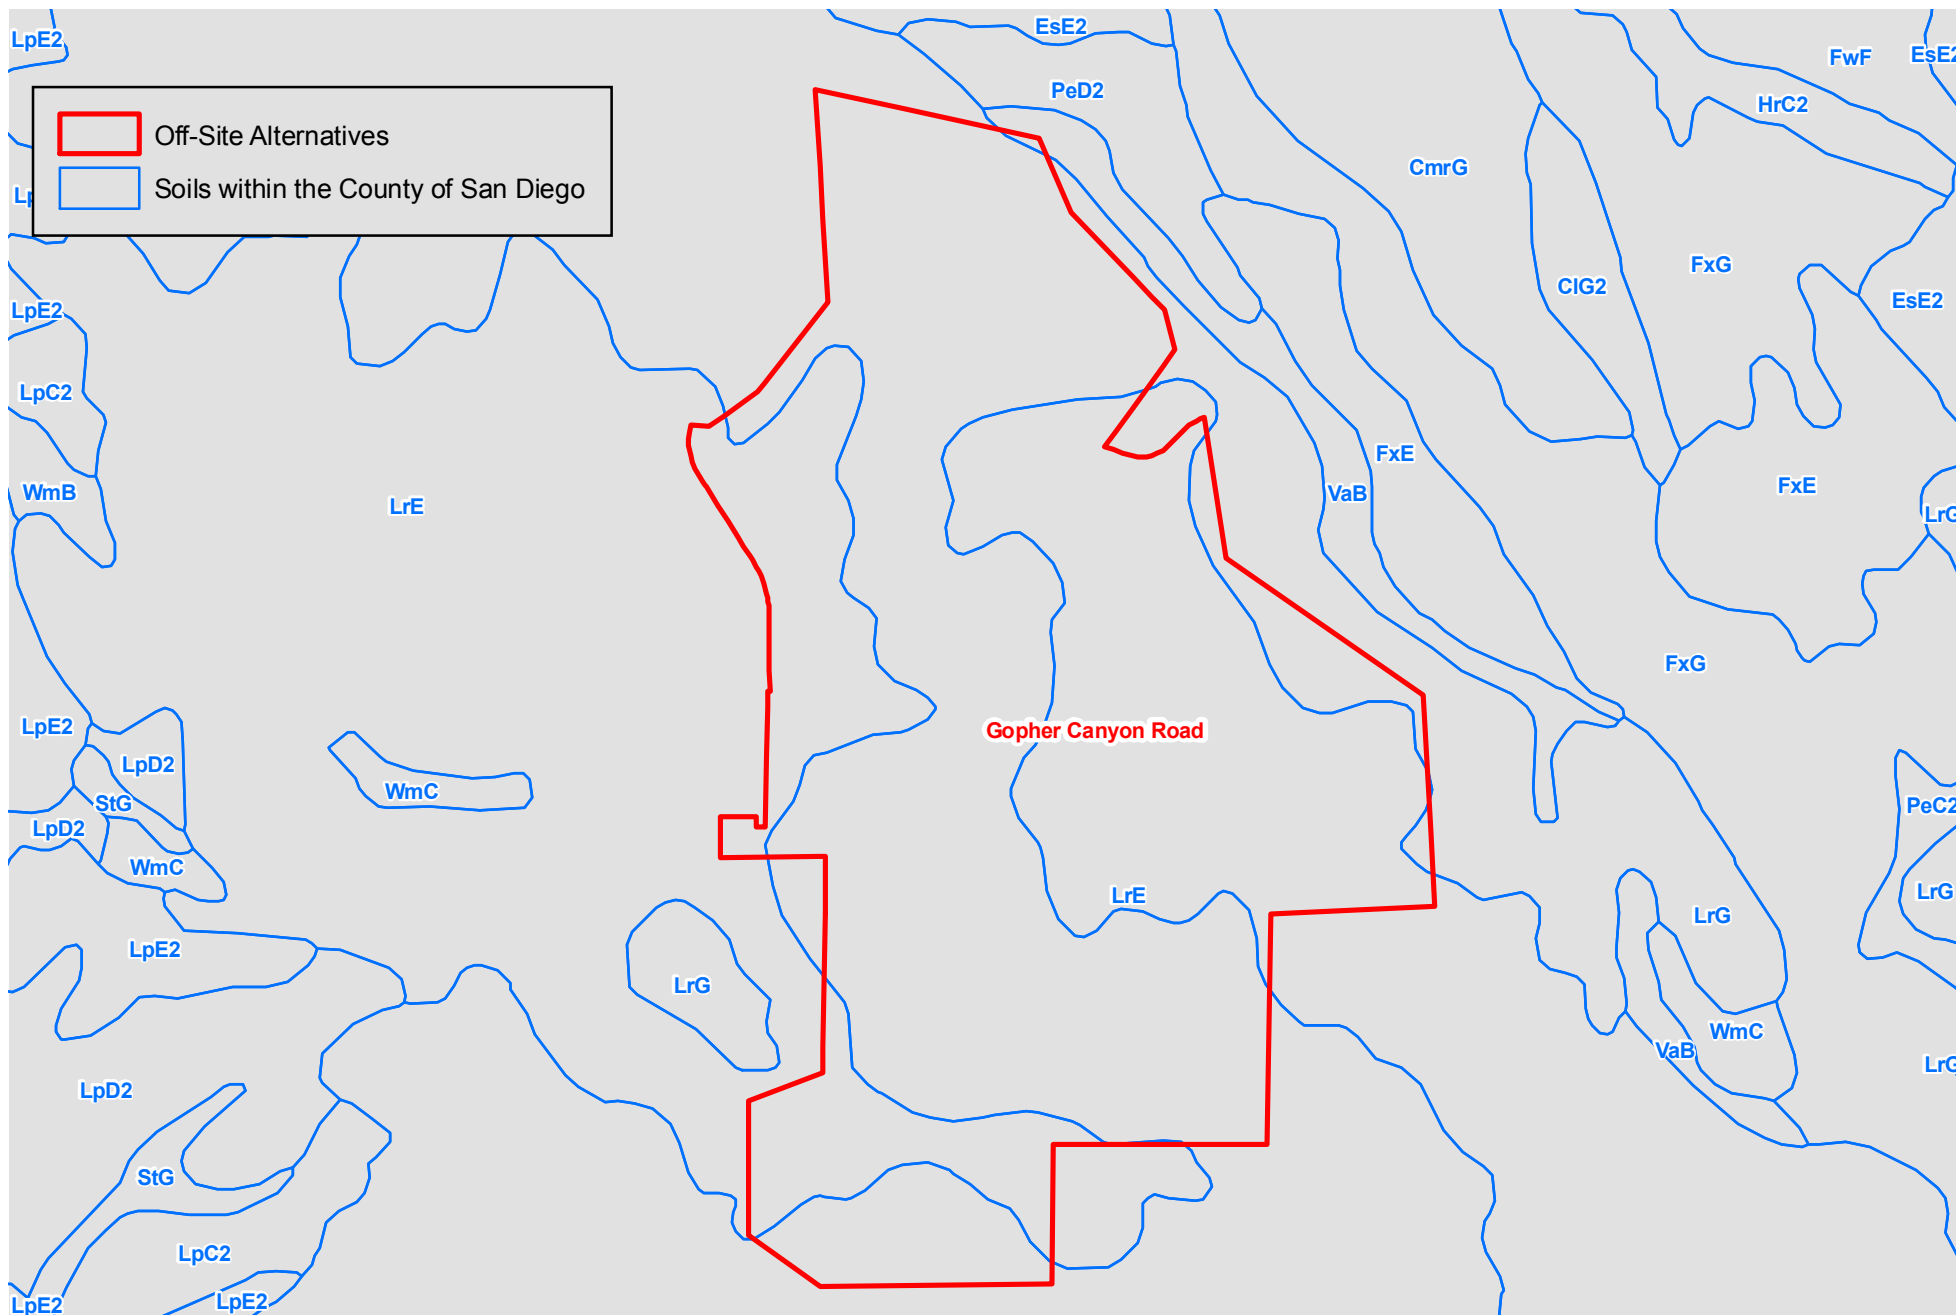 LpE2
EsE2
FwF
EsE2
PeD2
HrC2
Off-Site Alternatives
Soils within the County of San Diego
Lp
CmrG
FxG
ClG2
EsE2
LpE2
LpC2
FxE
WmB
VaB
FxE
LrE
LrG
FxG
LpE2
Gopher Canyon Road
LpD2
WmC
StG
PeC2
LpD2
WmC
LrE
LrG
LrG
LpE2
LrG
WmC
VaB
LrG
LpD2
StG
LpC2
LpE2
LpE2